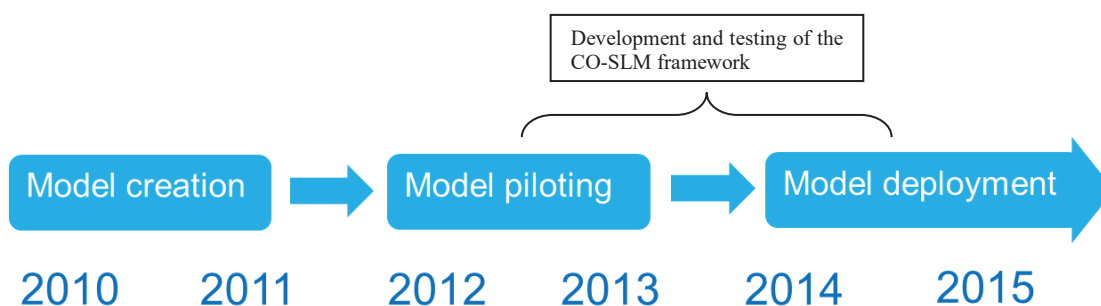 Development and testing of the
CO-SLM framework
Model creation
Model piloting
Model deployment
2010
2011
2012
2013
2014
2015